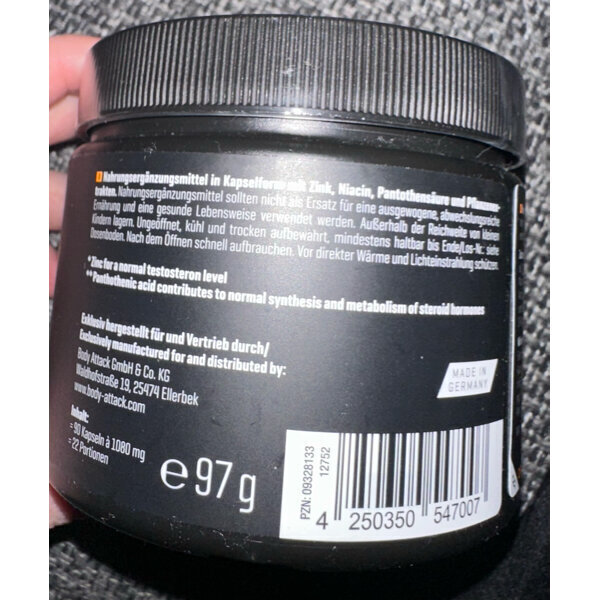 Nahrungsergänzungsmittel in Kapselform mit Zink, Niacin, Pantothensäure und Pflanzenex-
trakten. Nahrungsergänzungsmittel sollten nicht als Ersatz für eine ausgewogene, abwechslungsreiche
Ernährung und eine gesunde Lebensweise verwendet werden. Außerhalb der Reichweite von kleinen
Kindern lagern. Ungeöffnet, kühl und trocken aufbewahrt, mindestens haltbar bis Ende/Los-Nr.: siehe
Dosenboden. Nach dem Öffnen schnell aufbrauchen. Vor direkter Wärme und Lichteinstrahlung schützen.
* Zinc for a normal testosteron level
** Panthothenic acid contributes to normal synthesis and metabolism of steroid hormones
Exklusiv hergestellt für und Vertrieb durch/
Exclusively manufactured for and distributed by:
Body Attack GmbH & Co. KG
Waldhofstraße 19, 25474 Ellerbek
www.body-attack.com
MADE IN
GERMANY
Inhalt:
= 90 Kapseln à 1080 mg
= 22 Portionen
e 97 g
PZN: 09328133
12752
4 250350 547007